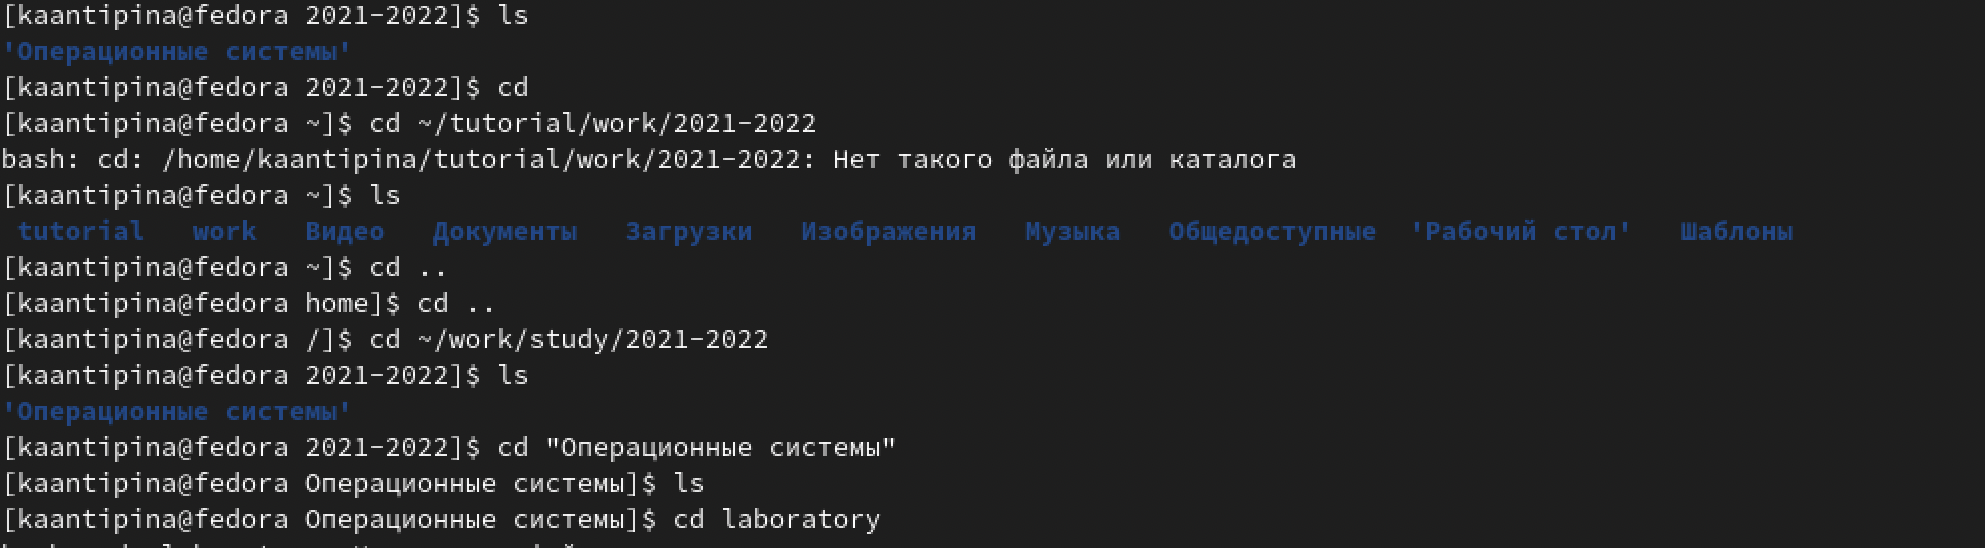 [kaantipina@fedora 2021-2022]$ ls
'Операционные системы'
[kaantipina@fedora 2021-2022]$ cd
[kaantipina@fedora ~]$ cd ~/tutorial/work/2021-2022
bash: cd: /home/kaantipina/tutorial/work/2021-2022: Нет такого файла или каталога
[kaantipina@fedora ~]$ ls
tutorial work Видео Документы Загрузки Изображения Музыка Общедоступные 'Рабочий стол' Шаблоны
[kaantipina@fedora ~]$ cd ..
[kaantipina@fedora home]$ cd ..
[kaantipina@fedora /]$ cd ~/work/study/2021-2022
[kaantipina@fedora 2021-2022]$ ls
'Операционные системы'
[kaantipina@fedora 2021-2022]$ cd "Операционные системы"
[kaantipina@fedora Операционные системы]$ ls
[kaantipina@fedora Операционные системы]$ cd laboratory